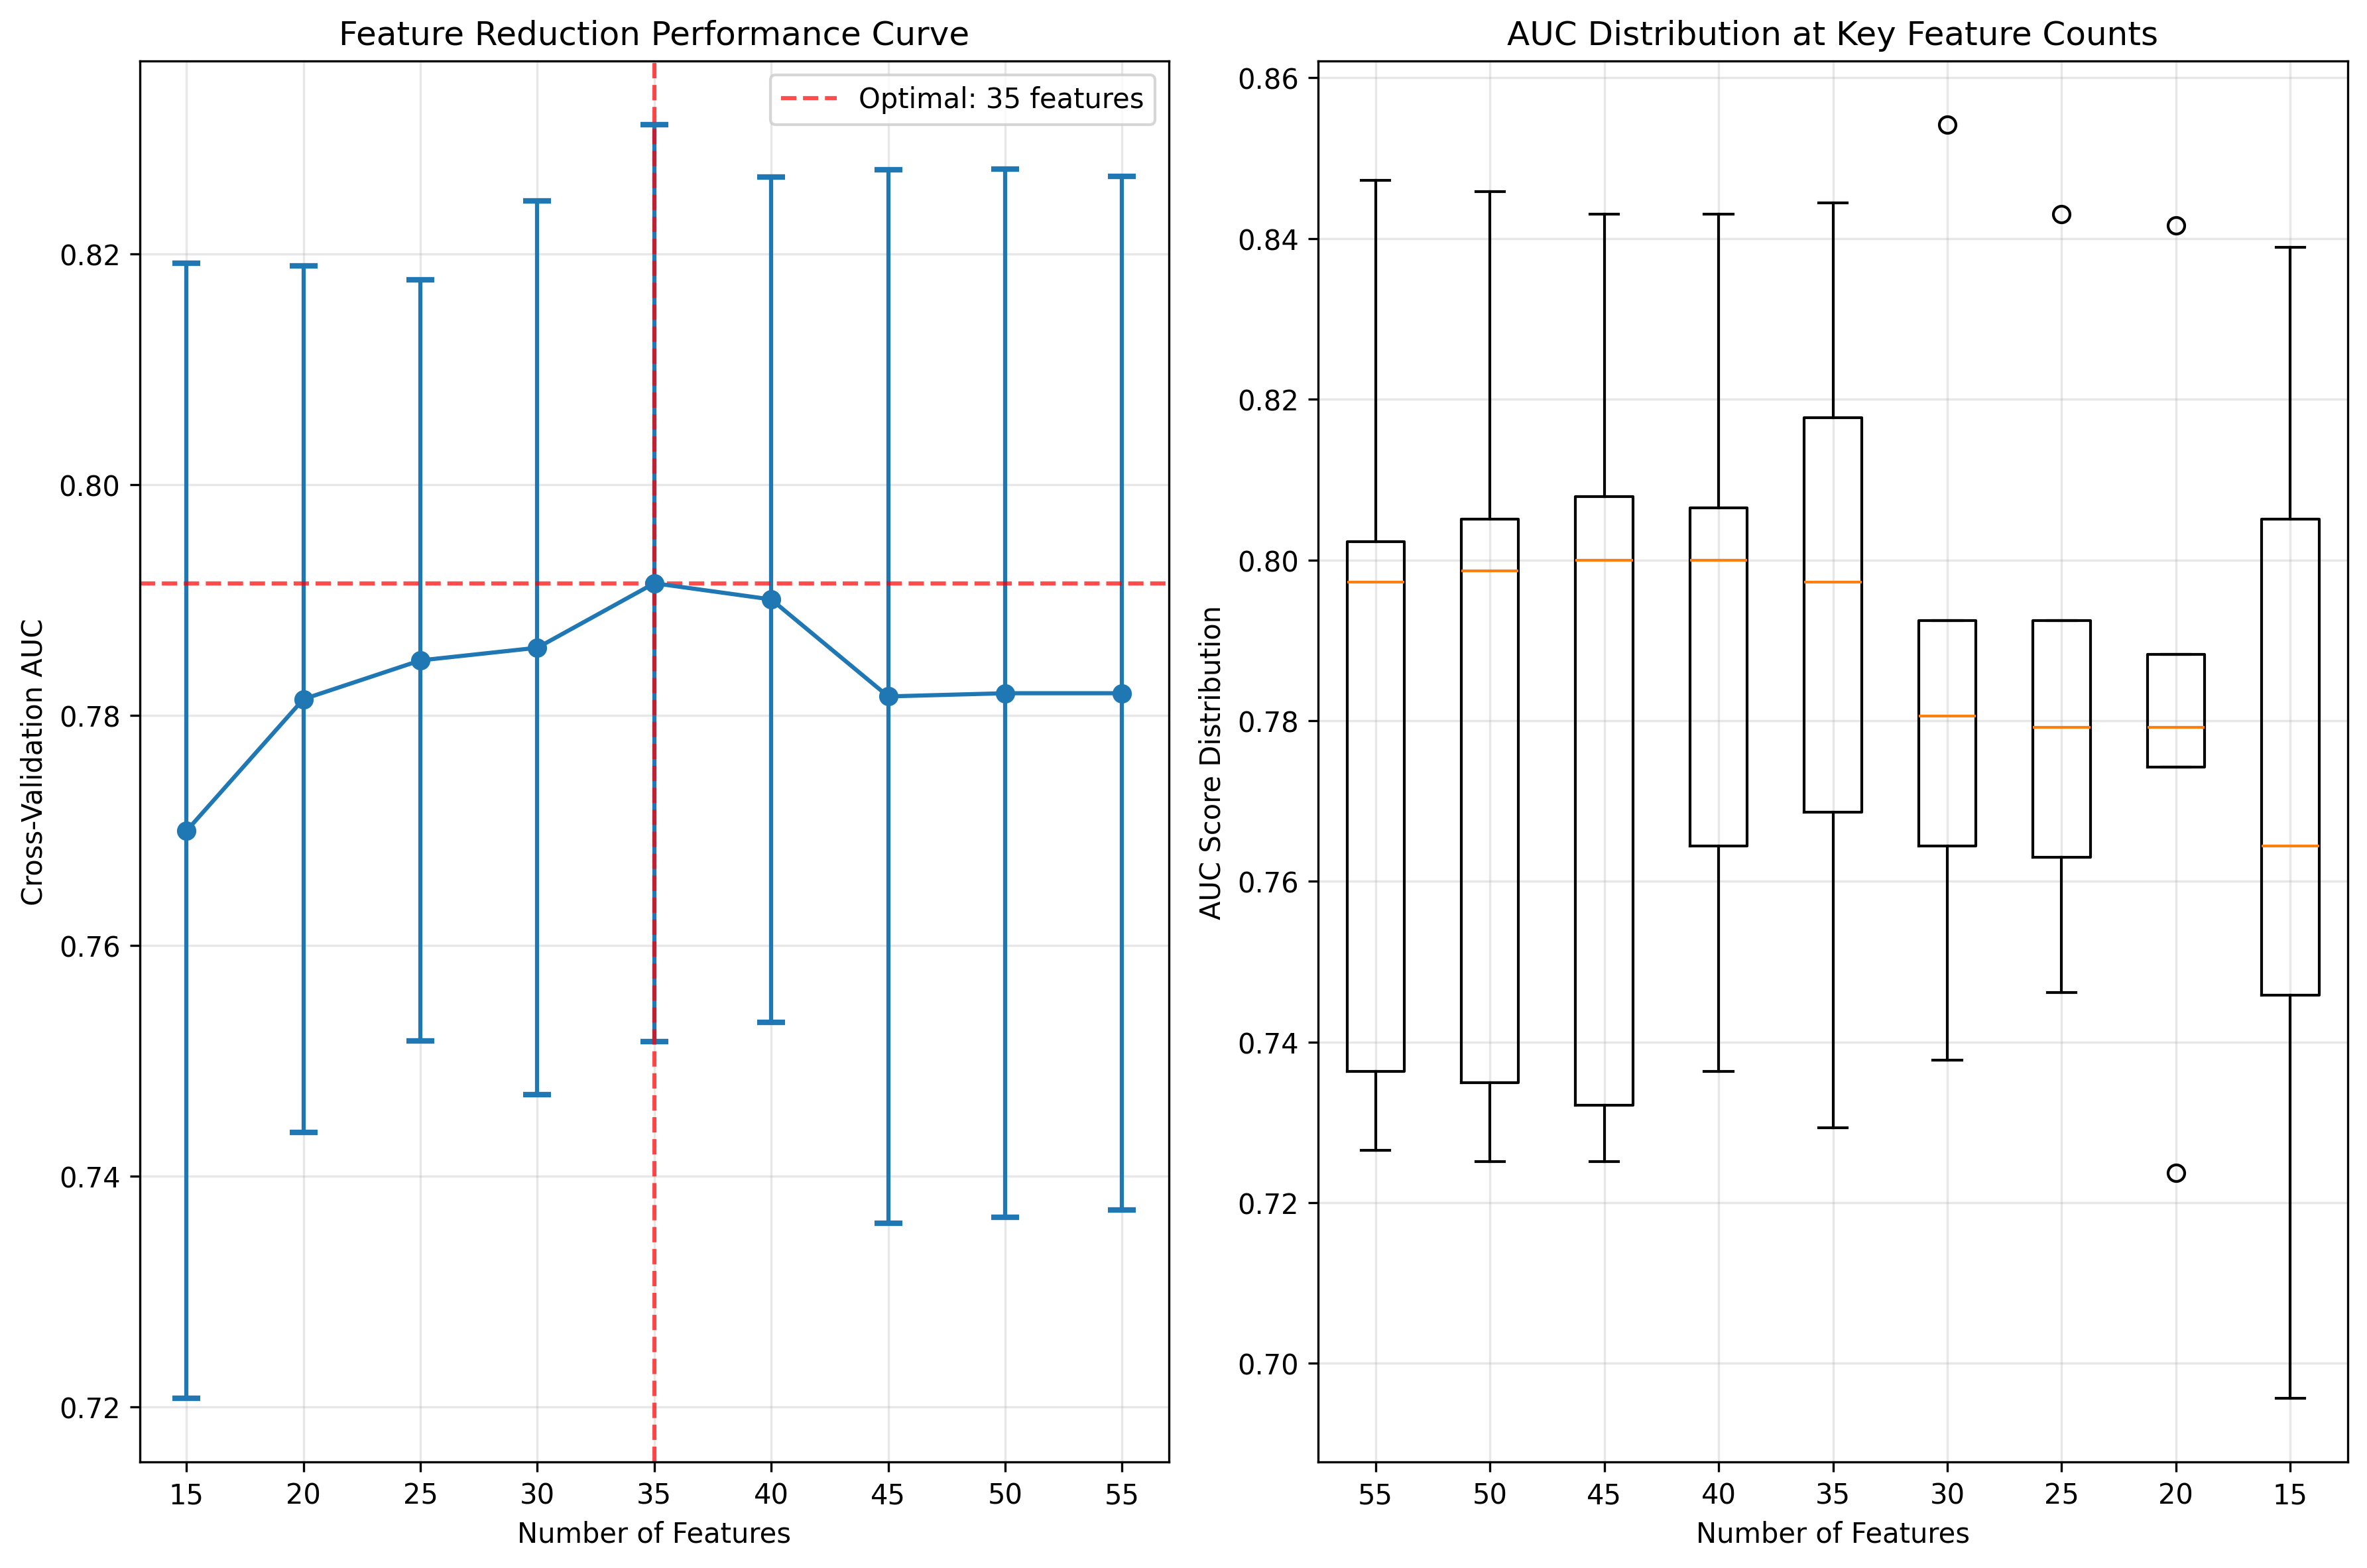 Feature Reduction Performance Curve
Optimal: 35 features
Cross-Validation AUC
0.82
0.80
0.78
0.76
0.74
0.72
15 20 25 30 35 40 45 50 55
Number of Features
AUC Distribution at Key Feature Counts
AUC Score Distribution
0.86
0.84
0.82
0.80
0.78
0.76
0.74
0.72
0.70
55 50 45 40 35 30 25 20 15
Number of Features